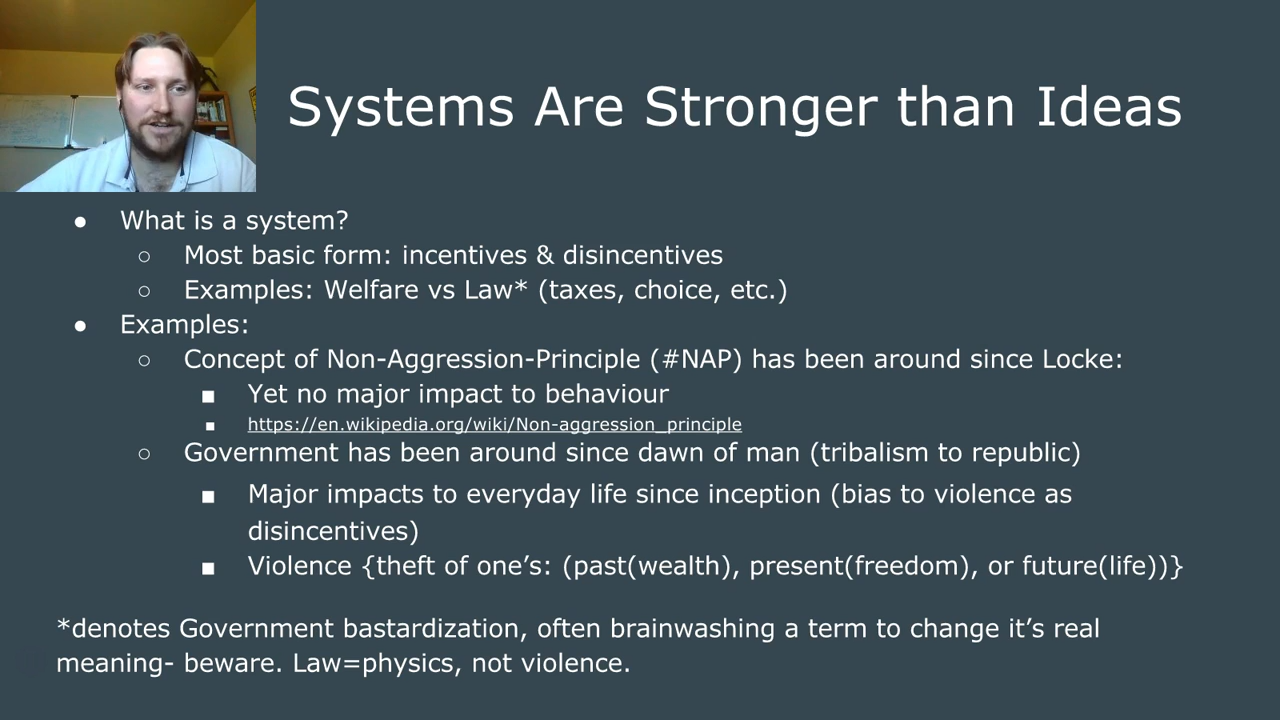 Systems Are Stronger than Ideas
● What is a system?
○ Most basic form: incentives & disincentives
○ Examples: Welfare vs Law* (taxes, choice, etc.)
● Examples:
○ Concept of Non-Aggression-Principle (#NAP) has been around since Locke:
■ Yet no major impact to behaviour
■ https://en.wikipedia.org/wiki/Non-aggression_principle
○ Government has been around since dawn of man (tribalism to republic)
■ Major impacts to everyday life since inception (bias to violence as
disincentives)
■ Violence {theft of one’s: (past(wealth), present(freedom), or future(life))}
*denotes Government bastardization, often brainwashing a term to change it’s real
meaning- beware. Law=physics, not violence.